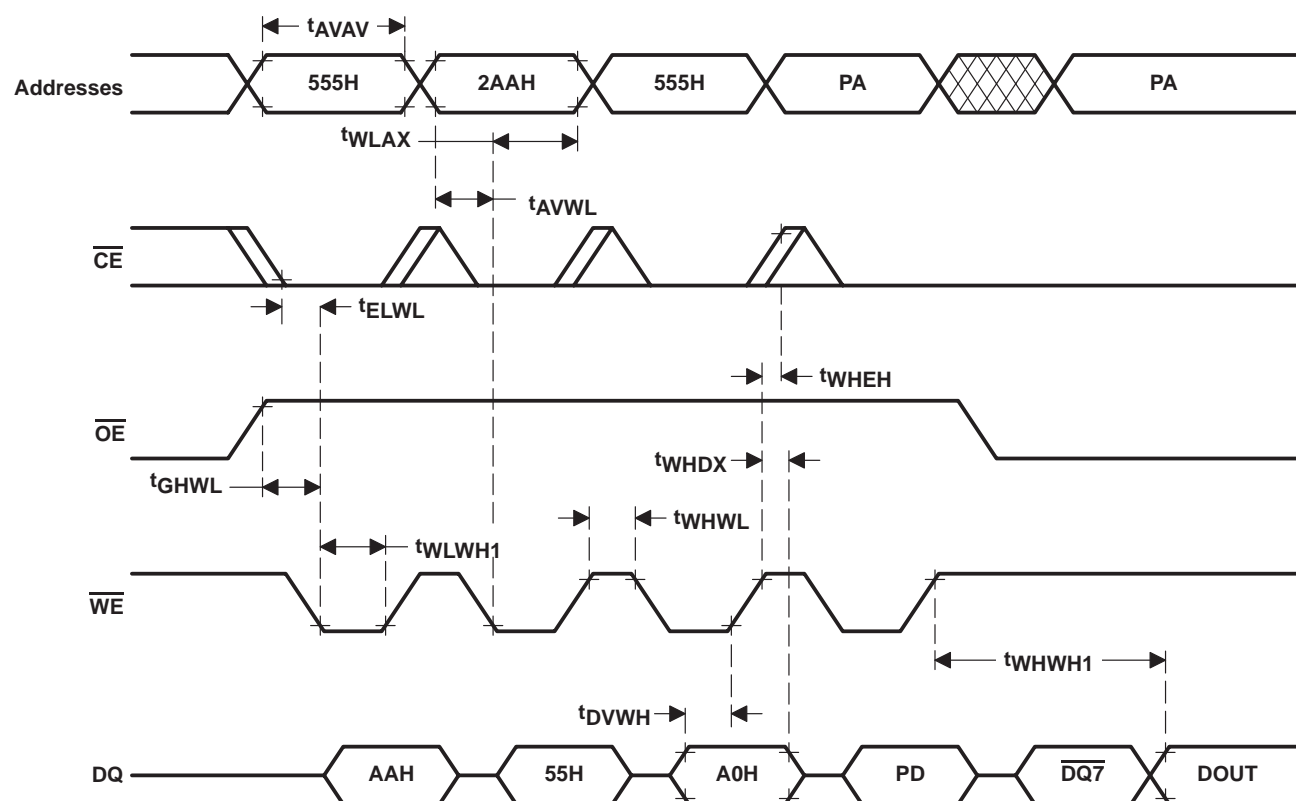 tAVAV
Addresses 555H 2AAH 555H PA PA
tWLAX
tAVWL
CE
tELWL
tWHEH
OE
tWHDX
tGHWL
tWHWL
tWLWH1
WE
tWHWH1
tDVWH
DQ AAH 55H A0H PD DQ7 DOUT